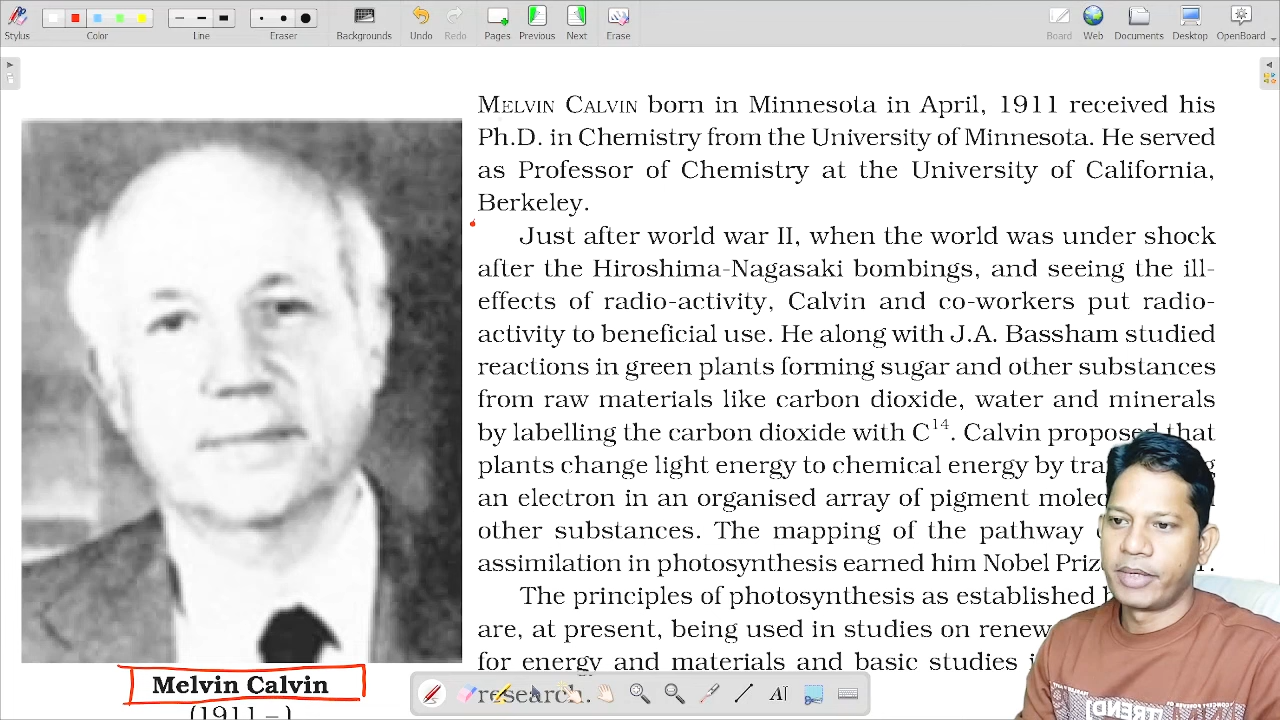 Stylus
Color
Line
Eraser
Backgrounds
Undo
Redo
Pages
Previous
Next
Erase
Board
Web
Documents
Desktop
OpenBoard
MELVIN CALVIN born in Minnesota in April, 1911 received his
Ph.D. in Chemistry from the University of Minnesota. He served
as Professor of Chemistry at the University of California,
Berkeley.
Just after world war II, when the world was under shock
after the Hiroshima-Nagasaki bombings, and seeing the ill-
effects of radio-activity, Calvin and co-workers put radio-
activity to beneficial use. He along with J.A. Bassham studied
reactions in green plants forming sugar and other substances
from raw materials like carbon dioxide, water and minerals
by labelling the carbon dioxide with C¹⁴. Calvin proposed that
plants change light energy to chemical energy by
an electron in an organised array of pigment
other substances. The mapping of the pathway
assimilation in photosynthesis earned him Nobel
The principles of photosynthesis as established
are, at present, being used in studies on
for energy and materials and basic studies
research.
Melvin Calvin
(1911 –)
A
TREND